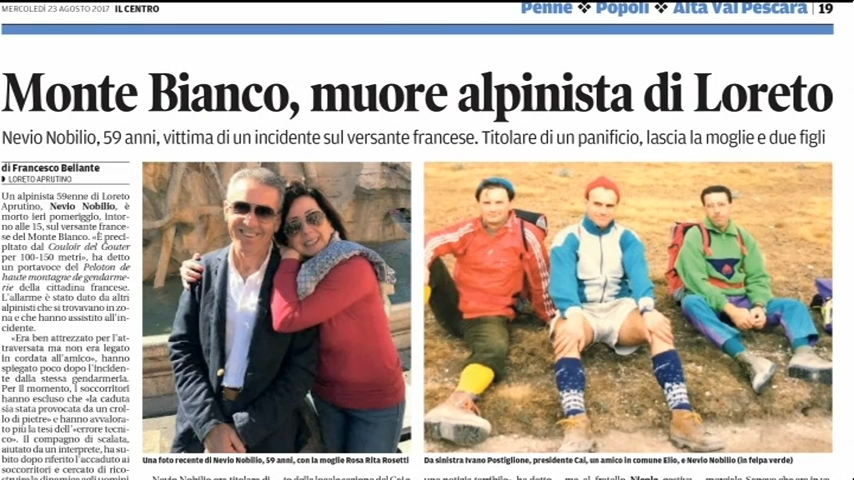 MERCOLEDÌ 23 AGOSTO 2017 IL CENTRO
Penne ❖ Popoli ❖ Alta Val Pescara | 19
Monte Bianco, muore alpinista di Loreto
Nevio Nobilio, 59 anni, vittima di un incidente sul versante francese. Titolare di un panificio, lascia la moglie e due figli
di Francesco Bellante
LORETO APRUTINO
Un alpinista 59enne di Loreto
Aprutino, Nevio Nobilio, è
morto ieri pomeriggio, intor-
no alle 15, sul versante france-
se del Monte Bianco. «È preci-
pitato dal Couloir del Gouter
per 100-150 metri», ha detto
un portavoce del Peloton de
haute montagne de gendarme-
rie della cittadina francese.
L'allarme è stato dato da altri
alpinisti che si trovavano in zo-
na e che hanno assistito all'in-
cidente.
«Era ben attrezzato per l'at-
traversata ma non era legato
in cordata all'amico», hanno
spiegato poco dopo l'inciden-
te dalla stessa gendarmerla.
Per il momento, i soccorritori
hanno escluso che «la caduta
sia stata provocata da un crol-
lo di pietre» e hanno avvalora-
to più la tesi dell'«errore tecni-
co». Il compagno di scalata,
aiutato da un interprete, ha su-
bito dopo riferito l'accaduto ai
soccorritori e cercato di rico-
Una foto recente di Nevio Nobilio, 59 anni, con la moglie Rosa Rita Rosetti
Da sinistra Ivano Postiglione, presidente Cai, un amico in comune Elio, e Nevio Nobilio (in felpa verde)